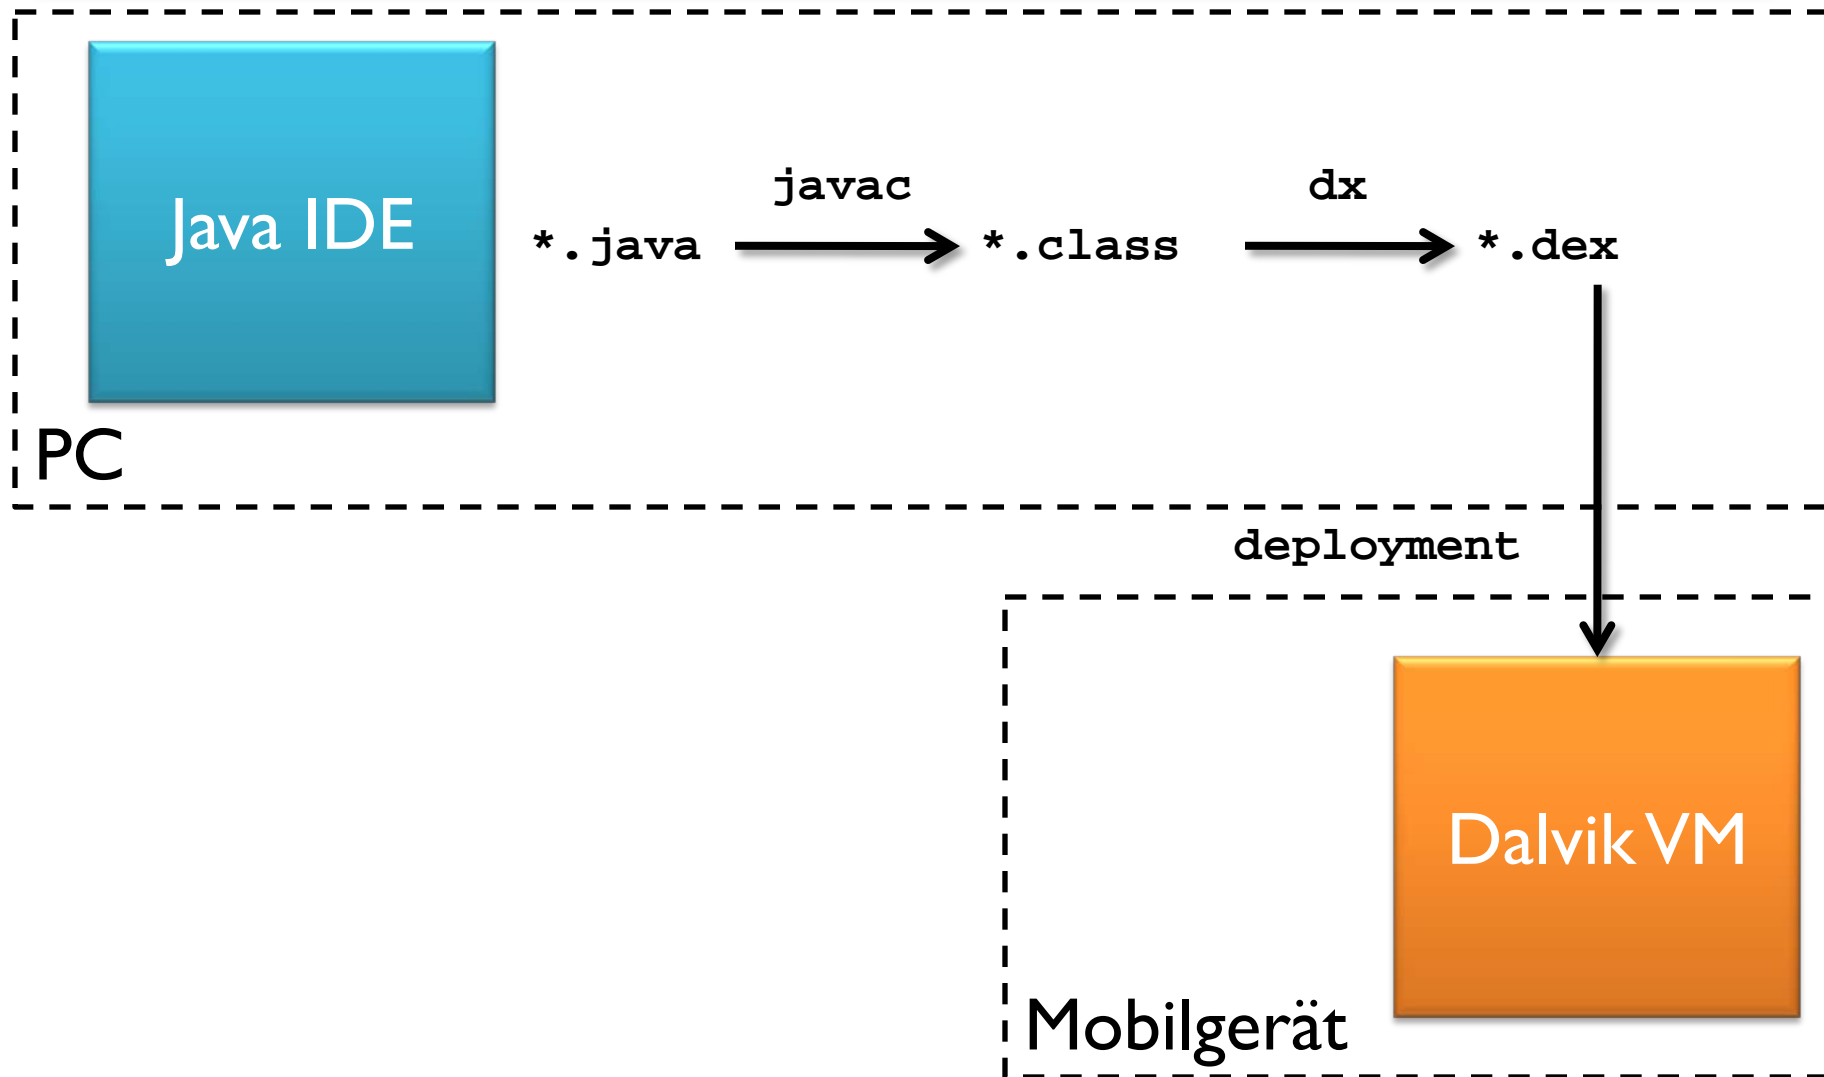 javac
dx
Java IDE
*.java
*.class
*.dex
PC
deployment
Dalvik VM
Mobilgerät